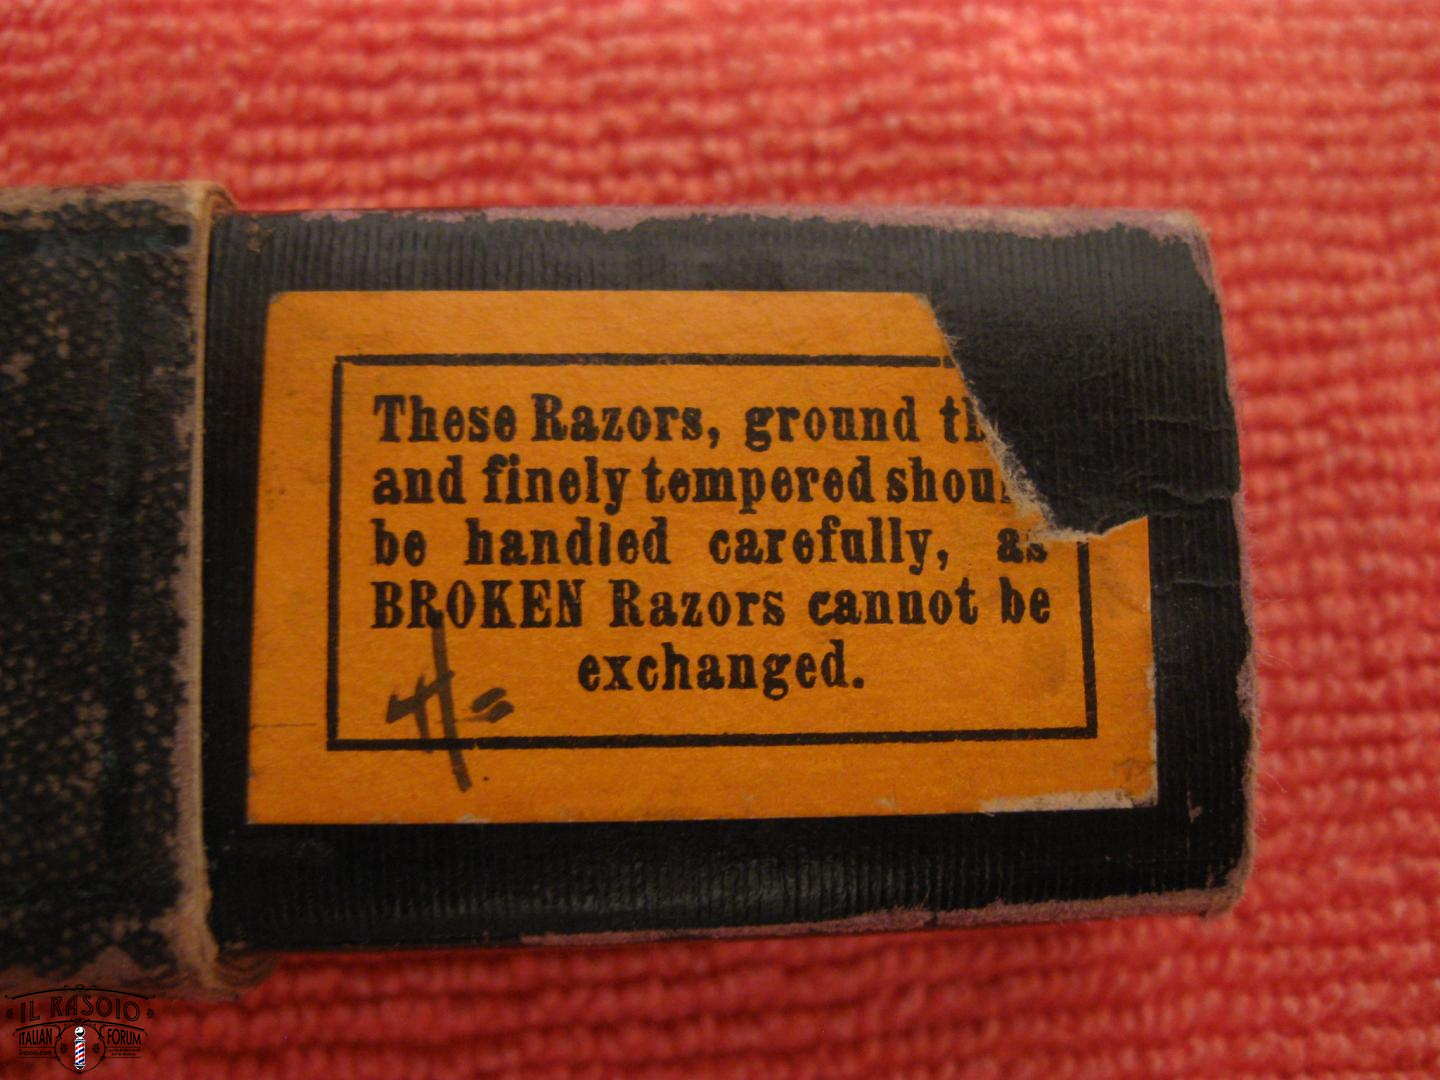 These Razors, ground
and finely tempered
be handled carefully, as
BROKEN Razors cannot be
exchanged.
IL RASOIO
ITALIAN FORUM